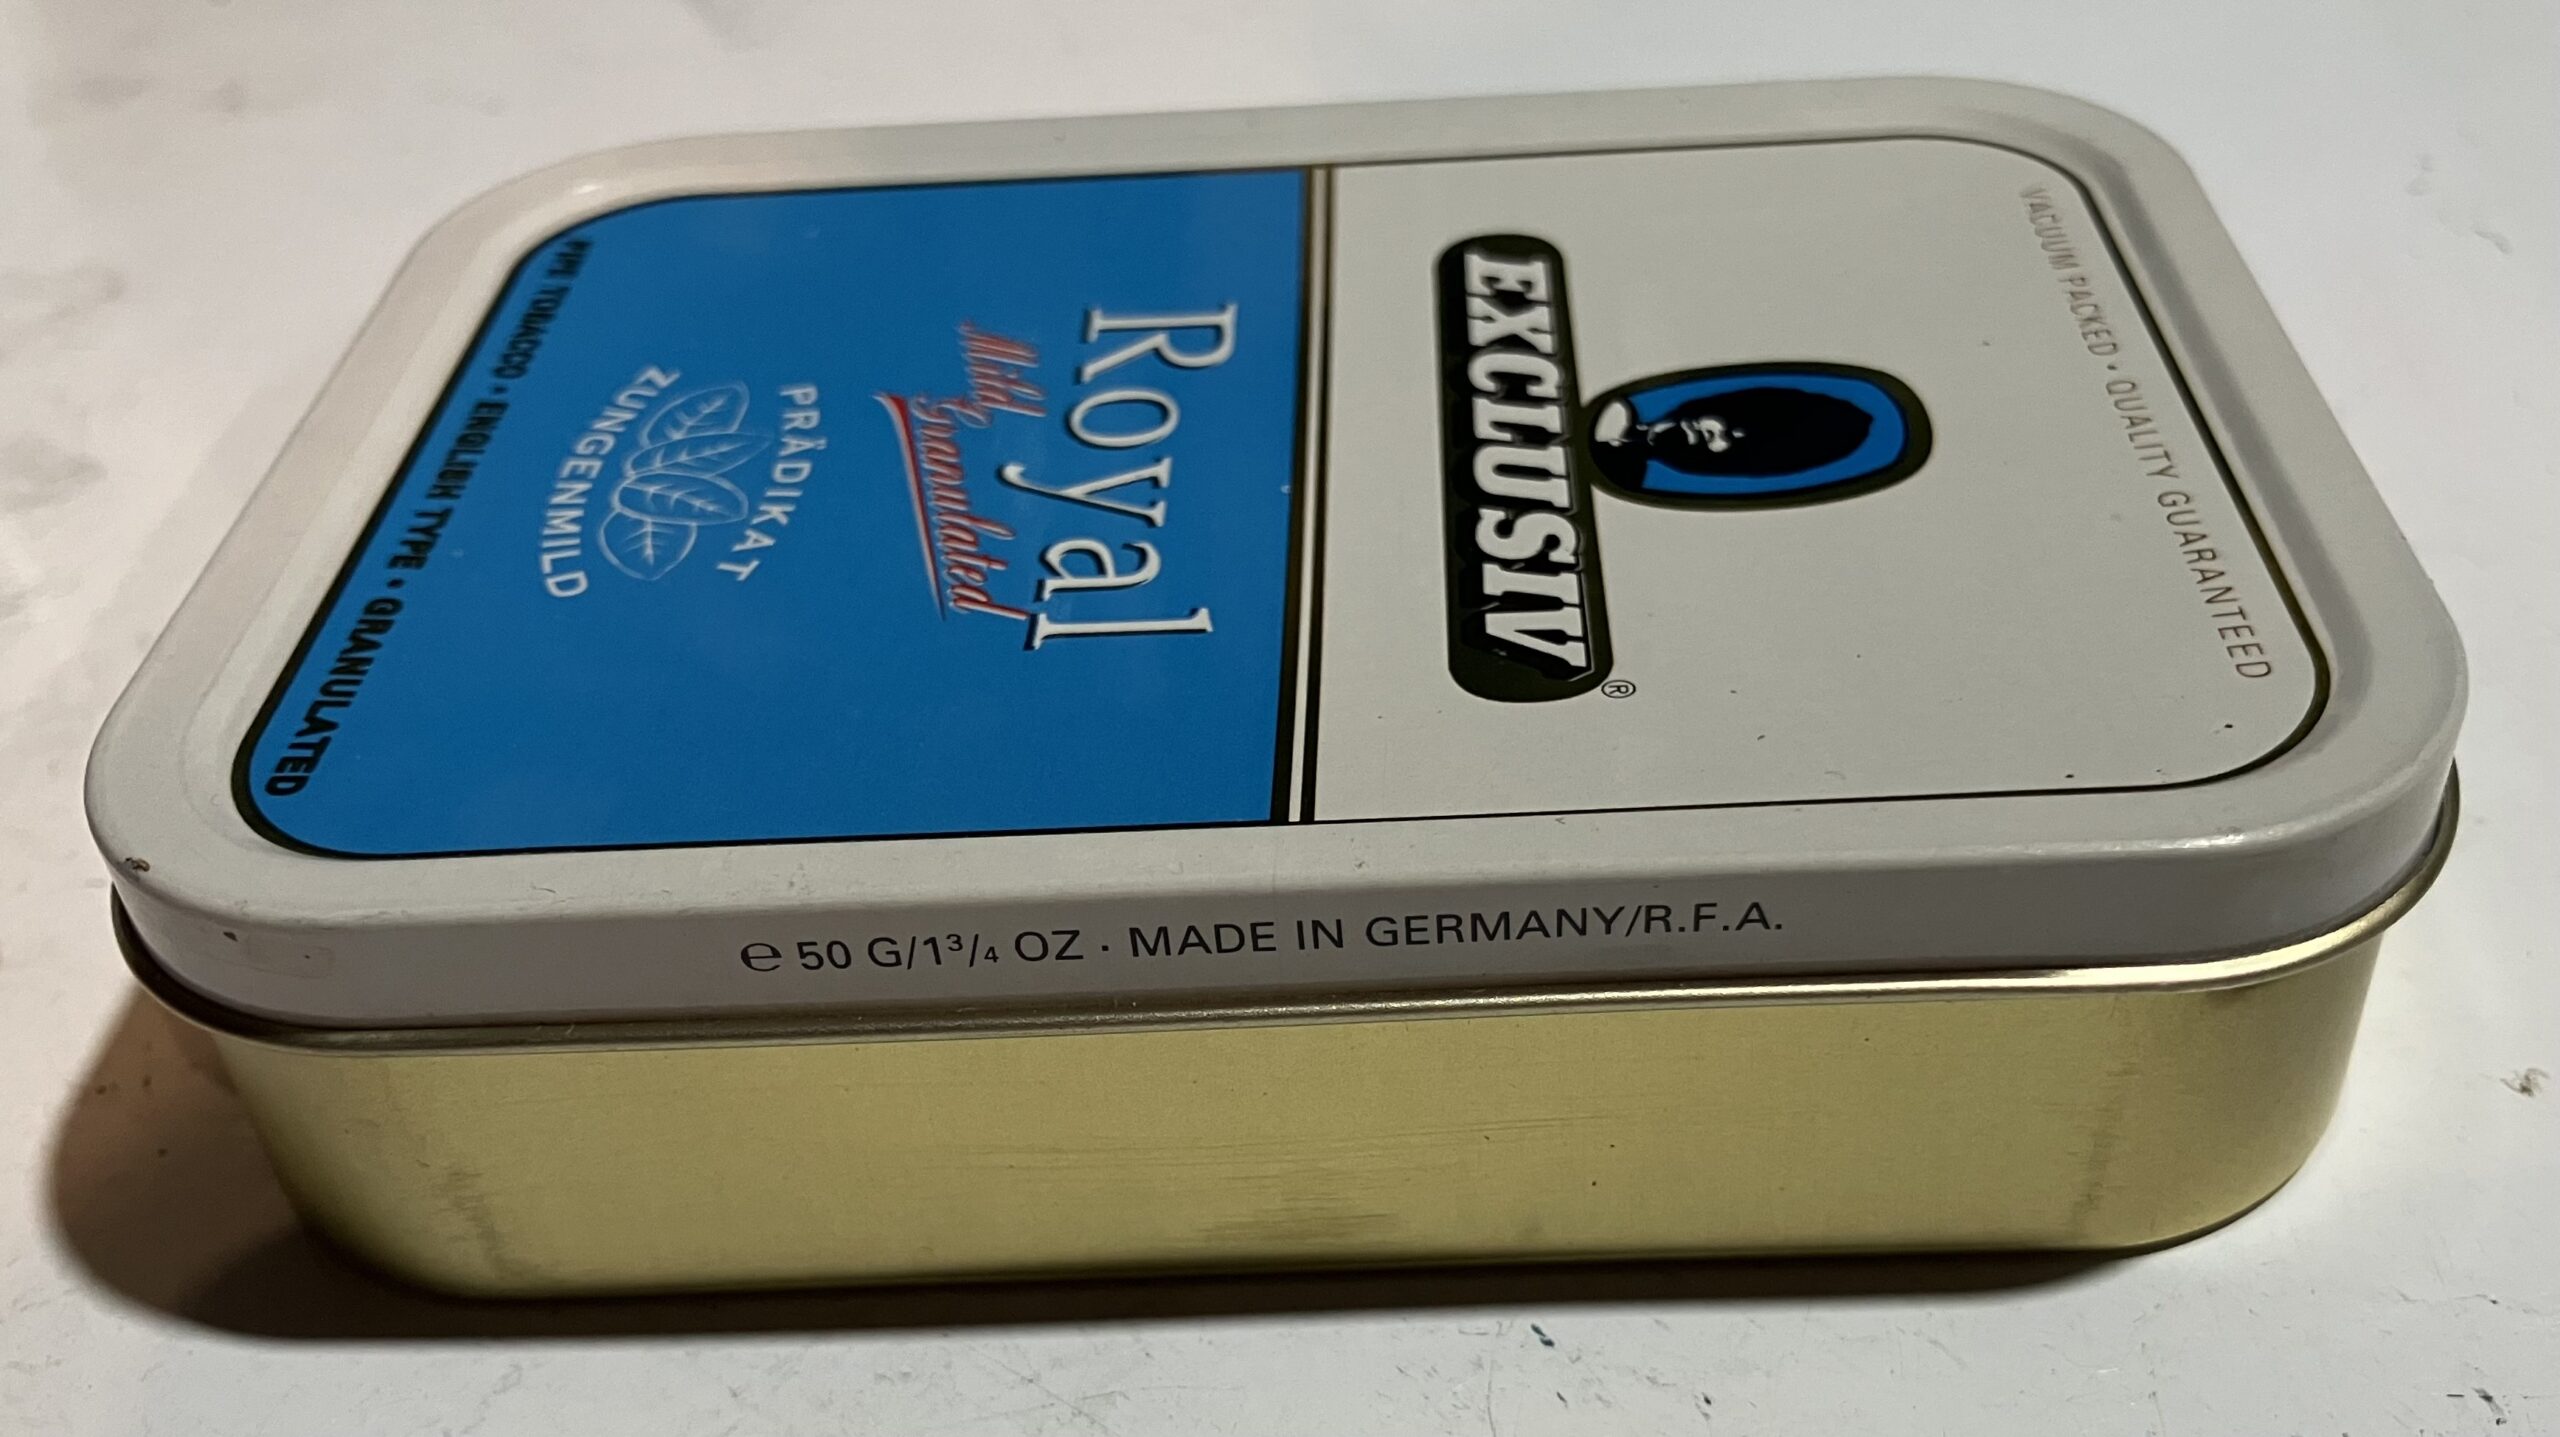 VACUUM PACKED • QUALITY GUARANTEED
EXCLUSIV®
Royal
Mild
Granulated
PRÄDIKAT
ZUNGENMILD
PIPE TOBACCO • ENGLISH TYPE • GRANULATED
℮ 50 G/1¾ OZ · MADE IN GERMANY/R.F.A.